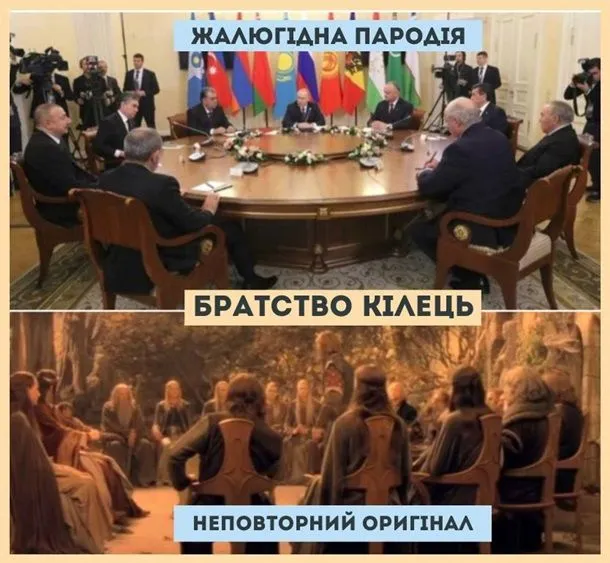 ЖАЛЮГІДНА ПАРОДІЯ
БРАТСТВО КІЛЕЦЬ
НЕПОВТОРНИЙ ОРИГІНАЛ